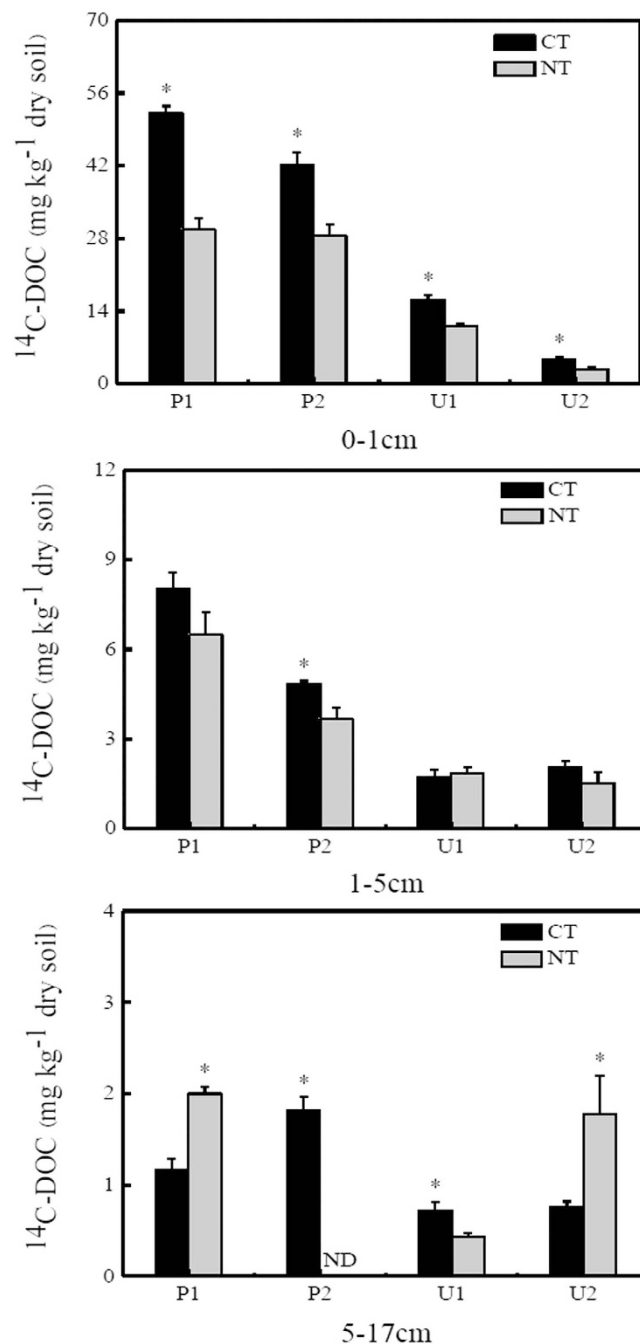 70
CT
NT
56
42
28
14
0
¹⁴C-DOC (mg kg⁻¹ dry soil)
*
*
*
*
P1 P2 U1 U2
0-1cm
12
CT
NT
9
6
3
0
¹⁴C-DOC (mg kg⁻¹ dry soil)
*
P1 P2 U1 U2
1-5cm
4
CT
NT
3
2
1
0
¹⁴C-DOC (mg kg⁻¹ dry soil)
*
*
*
*
ND
P1 P2 U1 U2
5-17cm